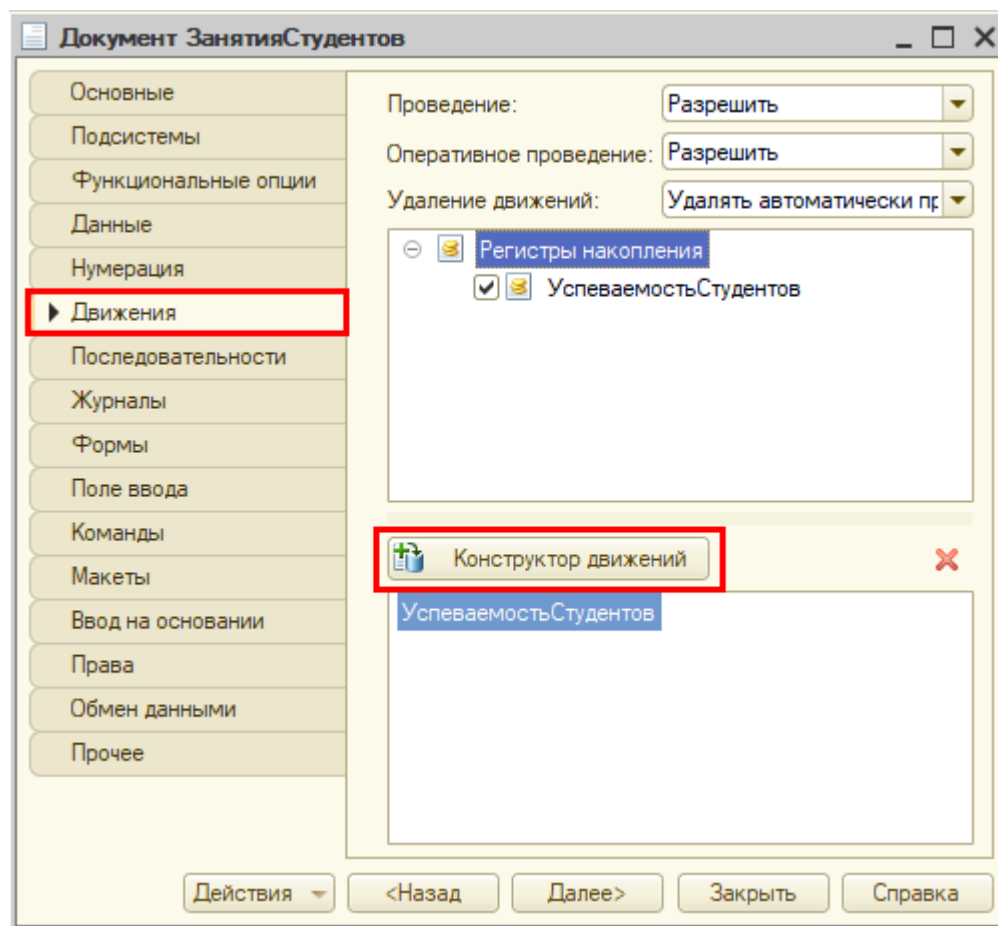 Документ ЗанятияСтудентов
Основные
Подсистемы
Функциональные опции
Данные
Нумерация
Движения
Последовательности
Журналы
Формы
Поле ввода
Команды
Макеты
Ввод на основании
Права
Обмен данными
Прочее
Проведение: Разрешить
Оперативное проведение: Разрешить
Удаление движений: Удалять автоматически пр
Регистры накопления
УспеваемостьСтудентов
Конструктор движений
УспеваемостьСтудентов
Действия <Назад Далее> Закрыть Справка